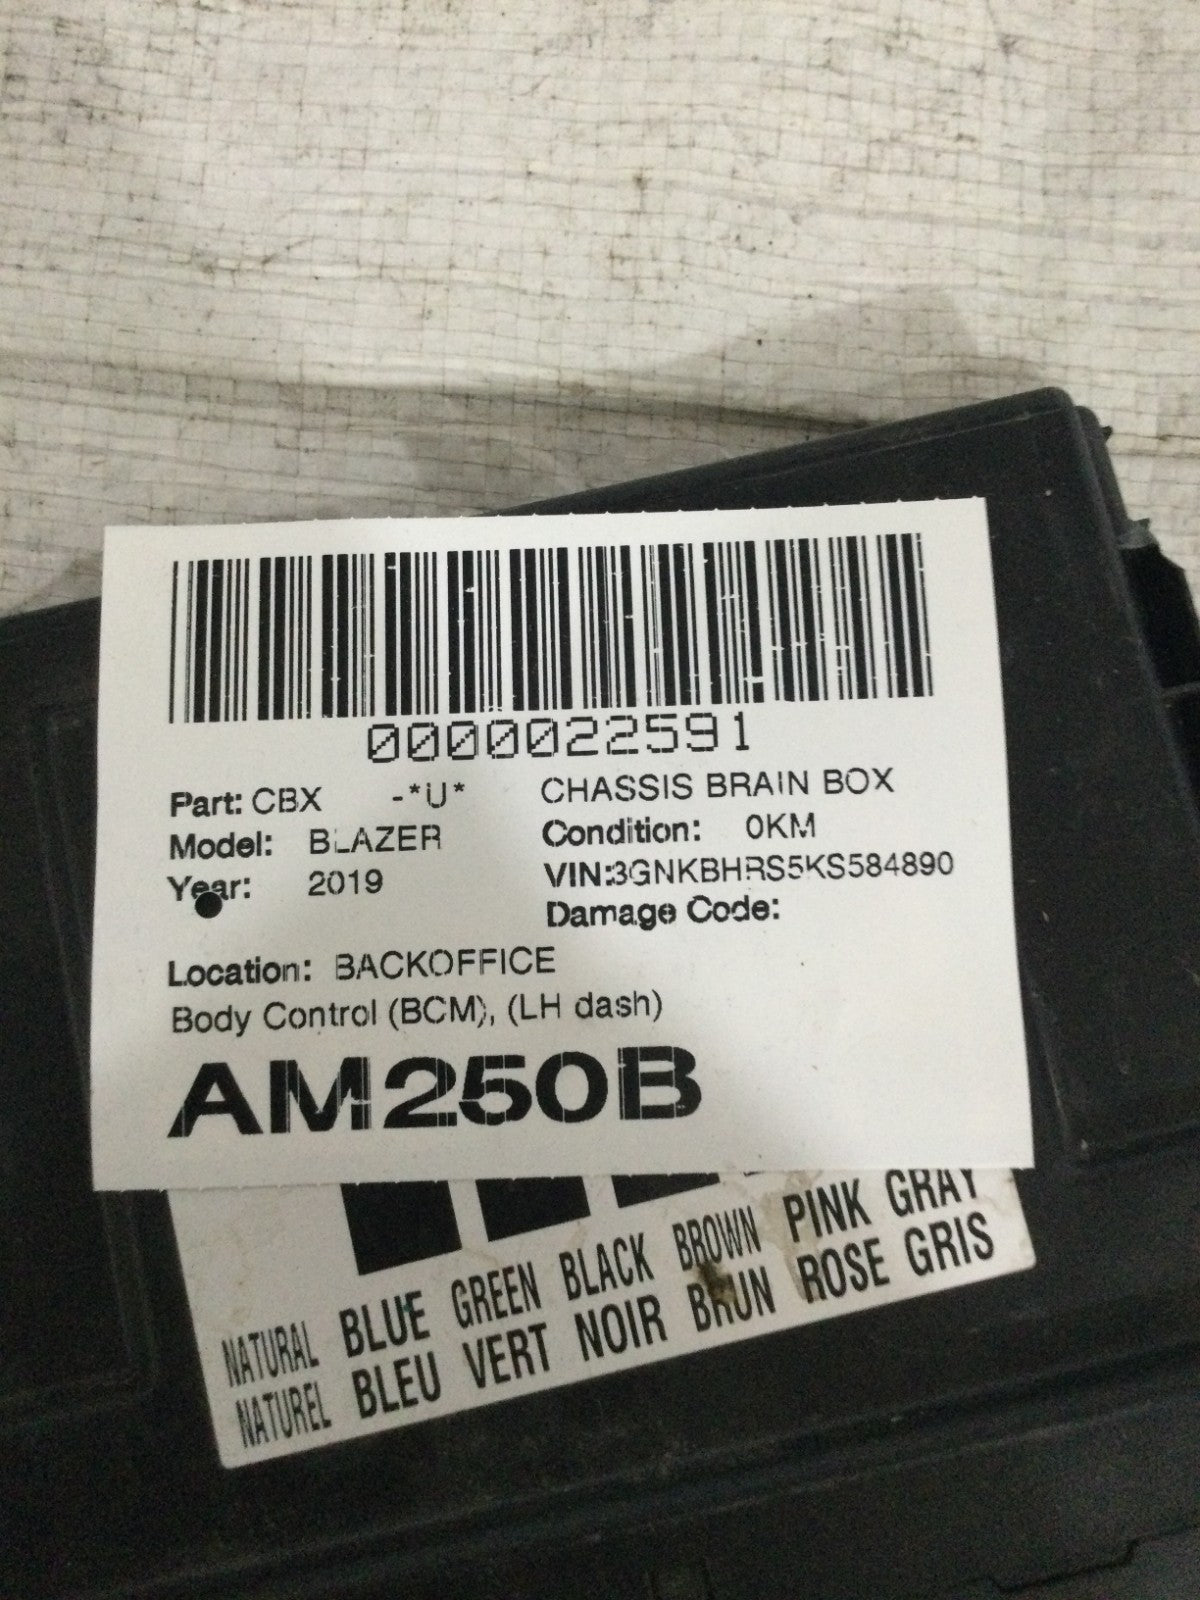 0000022591
Part: CBX -*U* CHASSIS BRAIN BOX
Model: BLAZER Condition: 0KM
Year: 2019 VIN:3GNKBHRS5KS584890
Damage Code:
Location: BACKOFFICE
Body Control (BCM), (LH dash)
AM250B
NATURAL BLUE GREEN BLACK BROWN PINK GRAY
NATUREL BLEU VERT NOIR BRUN ROSE GRIS